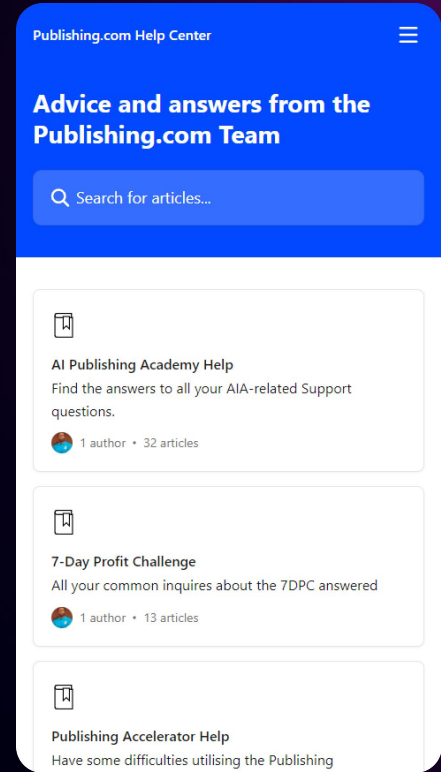 Publishing.com Help Center
Advice and answers from the
Publishing.com Team
Search for articles...
AI Publishing Academy Help
Find the answers to all your AIA-related Support
questions.
1 author • 32 articles
7-Day Profit Challenge
All your common inquires about the 7DPC answered
1 author • 13 articles
Publishing Accelerator Help
Have some difficulties utilising the Publishing